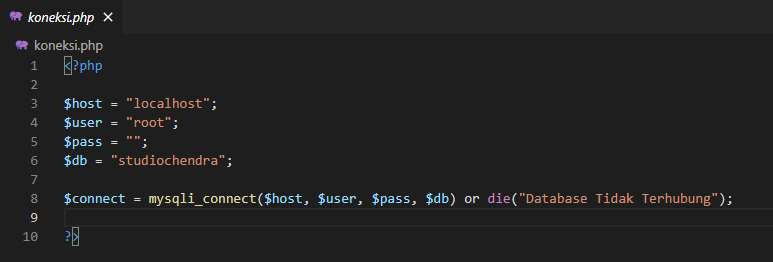 koneksi.php ×
koneksi.php
1 <?php
2
3 $host = "localhost";
4 $user = "root";
5 $pass = "";
6 $db = "studiochendra";
7
8 $connect = mysqli_connect($host, $user, $pass, $db) or die("Database Tidak Terhubung");
9
10 ?>